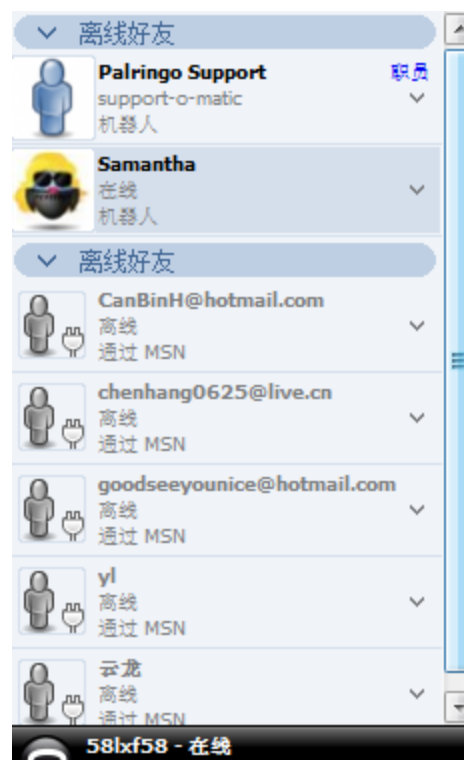 离线好友
Palringo Support 职员
support-o-matic
机器人
Samantha
在线
机器人
离线好友
CanBinH@hotmail.com
离线
通过 MSN
chenhang0625@live.cn
离线
通过 MSN
goodseeyounice@hotmail.com
离线
通过 MSN
yl
离线
通过 MSN
云龙
离线
通过 MSN
58lxf58 - 在线